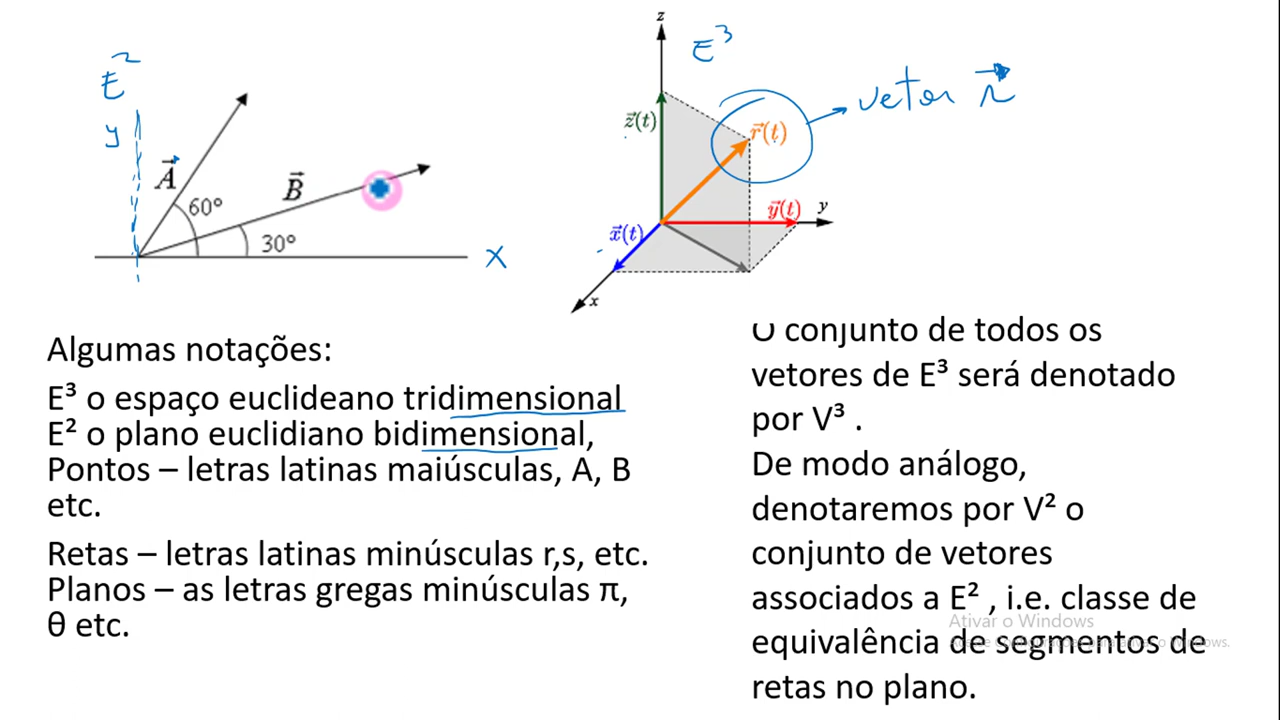 E²
y
A
60°
B
30°
x
z
E³
z(t)
r(t)
vetor r
y(t)
y
x(t)
x
Algumas notações:
E³ o espaço euclideano tridimensional
E² o plano euclidiano bidimensional,
Pontos – letras latinas maiúsculas, A, B
etc.
Retas – letras latinas minúsculas r,s, etc.
Planos – as letras gregas minúsculas π,
θ etc.
O conjunto de todos os
vetores de E³ será denotado
por V³ .
De modo análogo,
denotaremos por V² o
conjunto de vetores
associados a E² , i.e. classe de
equivalência de segmentos de
retas no plano.
Ativar o Windows